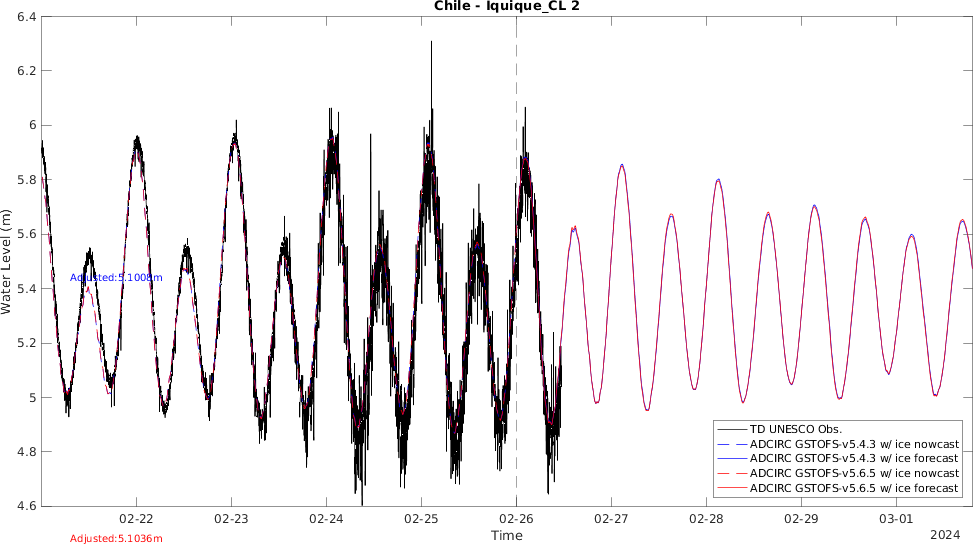 Chile - Iquique_CL 2
6.4
6.2
6
5.8
5.6
5.4
5.2
5
4.8
4.6
Water Level (m)
Adjusted:5.1008m
TD UNESCO Obs.
ADCIRC GSTOFS-v5.4.3 w/ ice nowcast
ADCIRC GSTOFS-v5.4.3 w/ ice forecast
ADCIRC GSTOFS-v5.6.5 w/ ice nowcast
ADCIRC GSTOFS-v5.6.5 w/ ice forecast
02-22 02-23 02-24 02-25 02-26 02-27 02-28 02-29 03-01
Time
2024
Adjusted:5.1036m